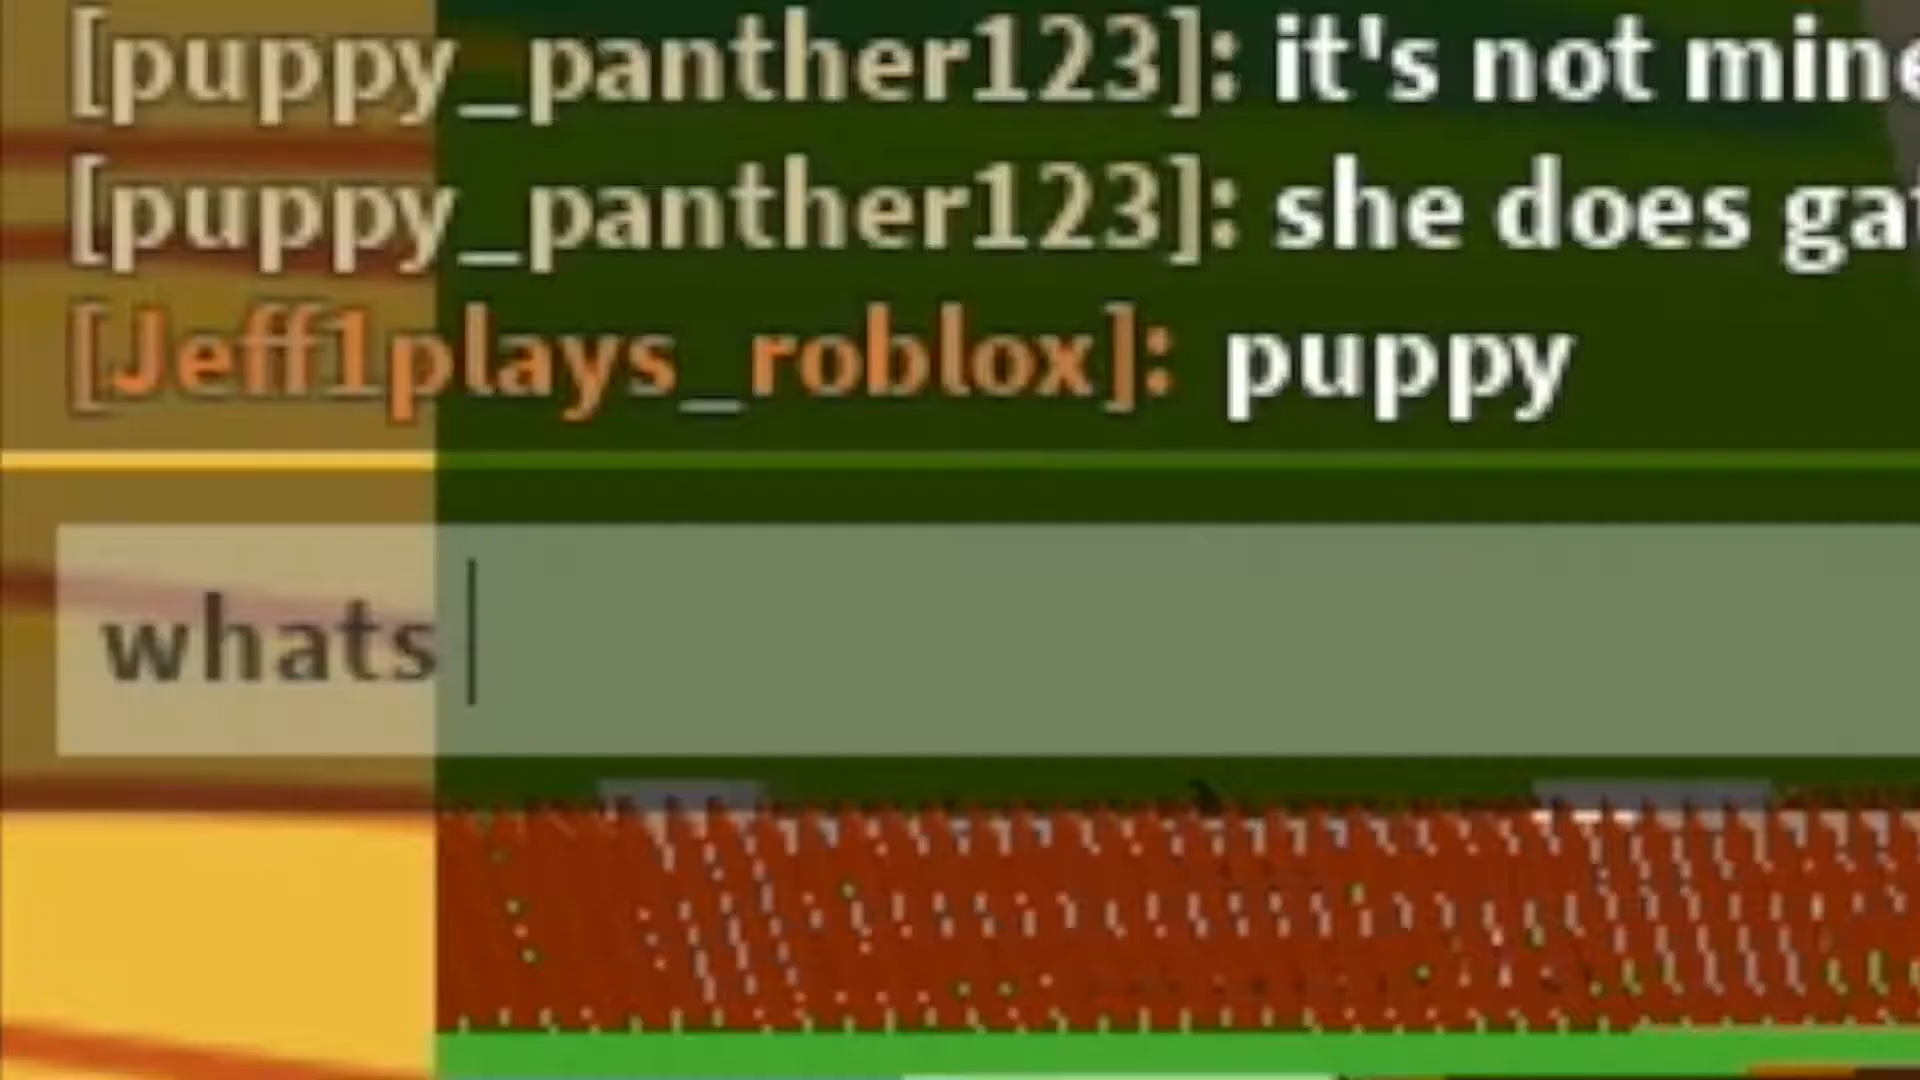 [puppy_panther123]: it's not mine
[puppy_panther123]: she does
[Jeff1plays_roblox]: puppy
whats